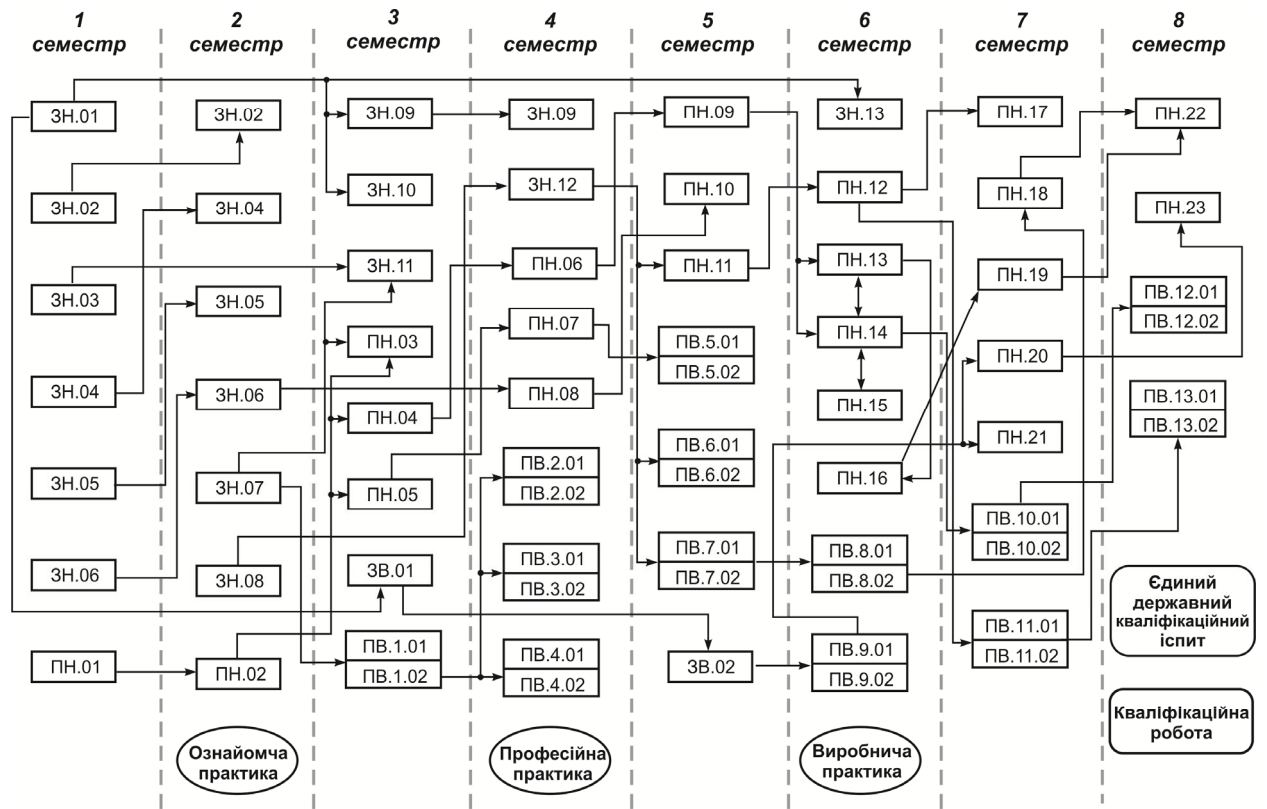 1
семестр
2
семестр
3
семестр
4
семестр
5
семестр
6
семестр
7
семестр
8
семестр
ЗН.01
ЗН.02
ЗН.03
ЗН.04
ЗН.05
ЗН.06
ПН.01
ЗН.02
ЗН.04
ЗН.05
ЗН.06
ЗН.07
ЗН.08
ПН.02
Ознайомча
практика
ЗН.09
ЗН.10
ЗН.11
ПН.03
ПН.04
ПН.05
ЗВ.01
ПВ.1.01
ПВ.1.02
ЗН.09
ЗН.12
ПН.06
ПН.07
ПН.08
ПВ.2.01
ПВ.2.02
ПВ.3.01
ПВ.3.02
ПВ.4.01
ПВ.4.02
Професійна
практика
ПН.09
ПН.10
ПН.11
ПВ.5.01
ПВ.5.02
ПВ.6.01
ПВ.6.02
ПВ.7.01
ПВ.7.02
ЗВ.02
ЗН.13
ПН.12
ПН.13
ПН.14
ПН.15
ПН.16
ПВ.8.01
ПВ.8.02
ПВ.9.01
ПВ.9.02
Виробнича
практика
ПН.17
ПН.18
ПН.19
ПН.20
ПН.21
ПВ.10.01
ПВ.10.02
ПВ.11.01
ПВ.11.02
ПН.22
ПН.23
ПВ.12.01
ПВ.12.02
ПВ.13.01
ПВ.13.02
Єдиний
державний
кваліфікаційний
іспит
Кваліфікаційна
робота